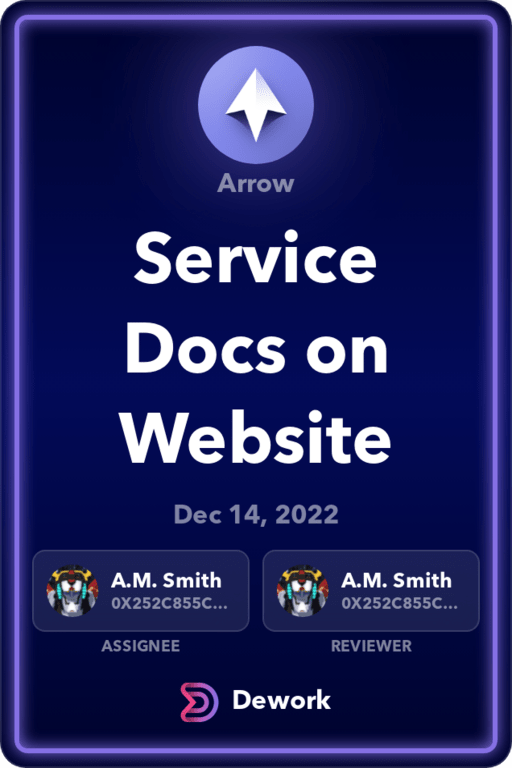 Arrow
Service
Docs on
Website
Dec 14, 2022
A.M. Smith
0X252C855C...
ASSIGNEE
A.M. Smith
0X252C855C...
REVIEWER
Dework